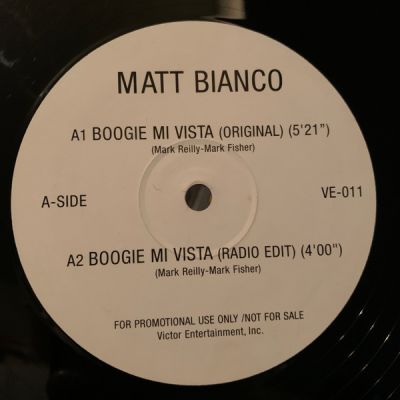 MATT BIANCO
A1 BOOGIE MI VISTA (ORIGINAL) (5'21")
(Mark Reilly-Mark Fisher)
A-SIDE VE-011
A2 BOOGIE MI VISTA (RADIO EDIT) (4'00")
(Mark Reilly-Mark Fisher)
FOR PROMOTIONAL USE ONLY /NOT FOR SALE
Victor Entertainment, Inc.